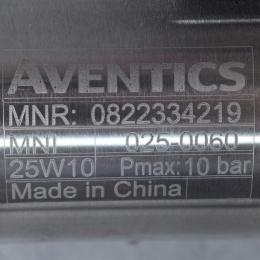 AVENTICS
MNR: 0822334219
MNI 025-0060
25W10 Pmax: 10 bar
Made in China